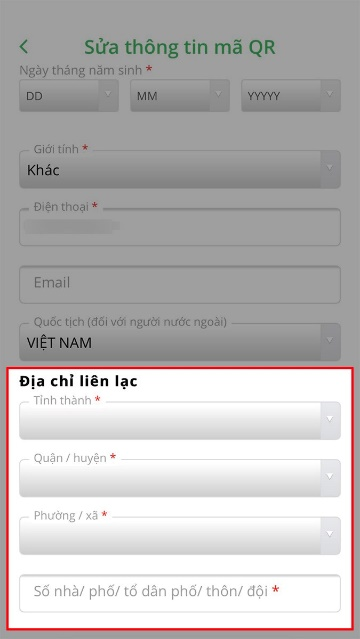 Sửa thông tin mã QR
Ngày tháng năm sinh *
DD MM YYYYY
Giới tính *
Khác
Điện thoại *
Email
Quốc tịch (đối với người nước ngoài)
VIỆT NAM
Địa chỉ liên lạc
Tỉnh thành *
Quận / huyện *
Phường / xã *
Số nhà/ phố/ tổ dân phố/ thôn/ đội *